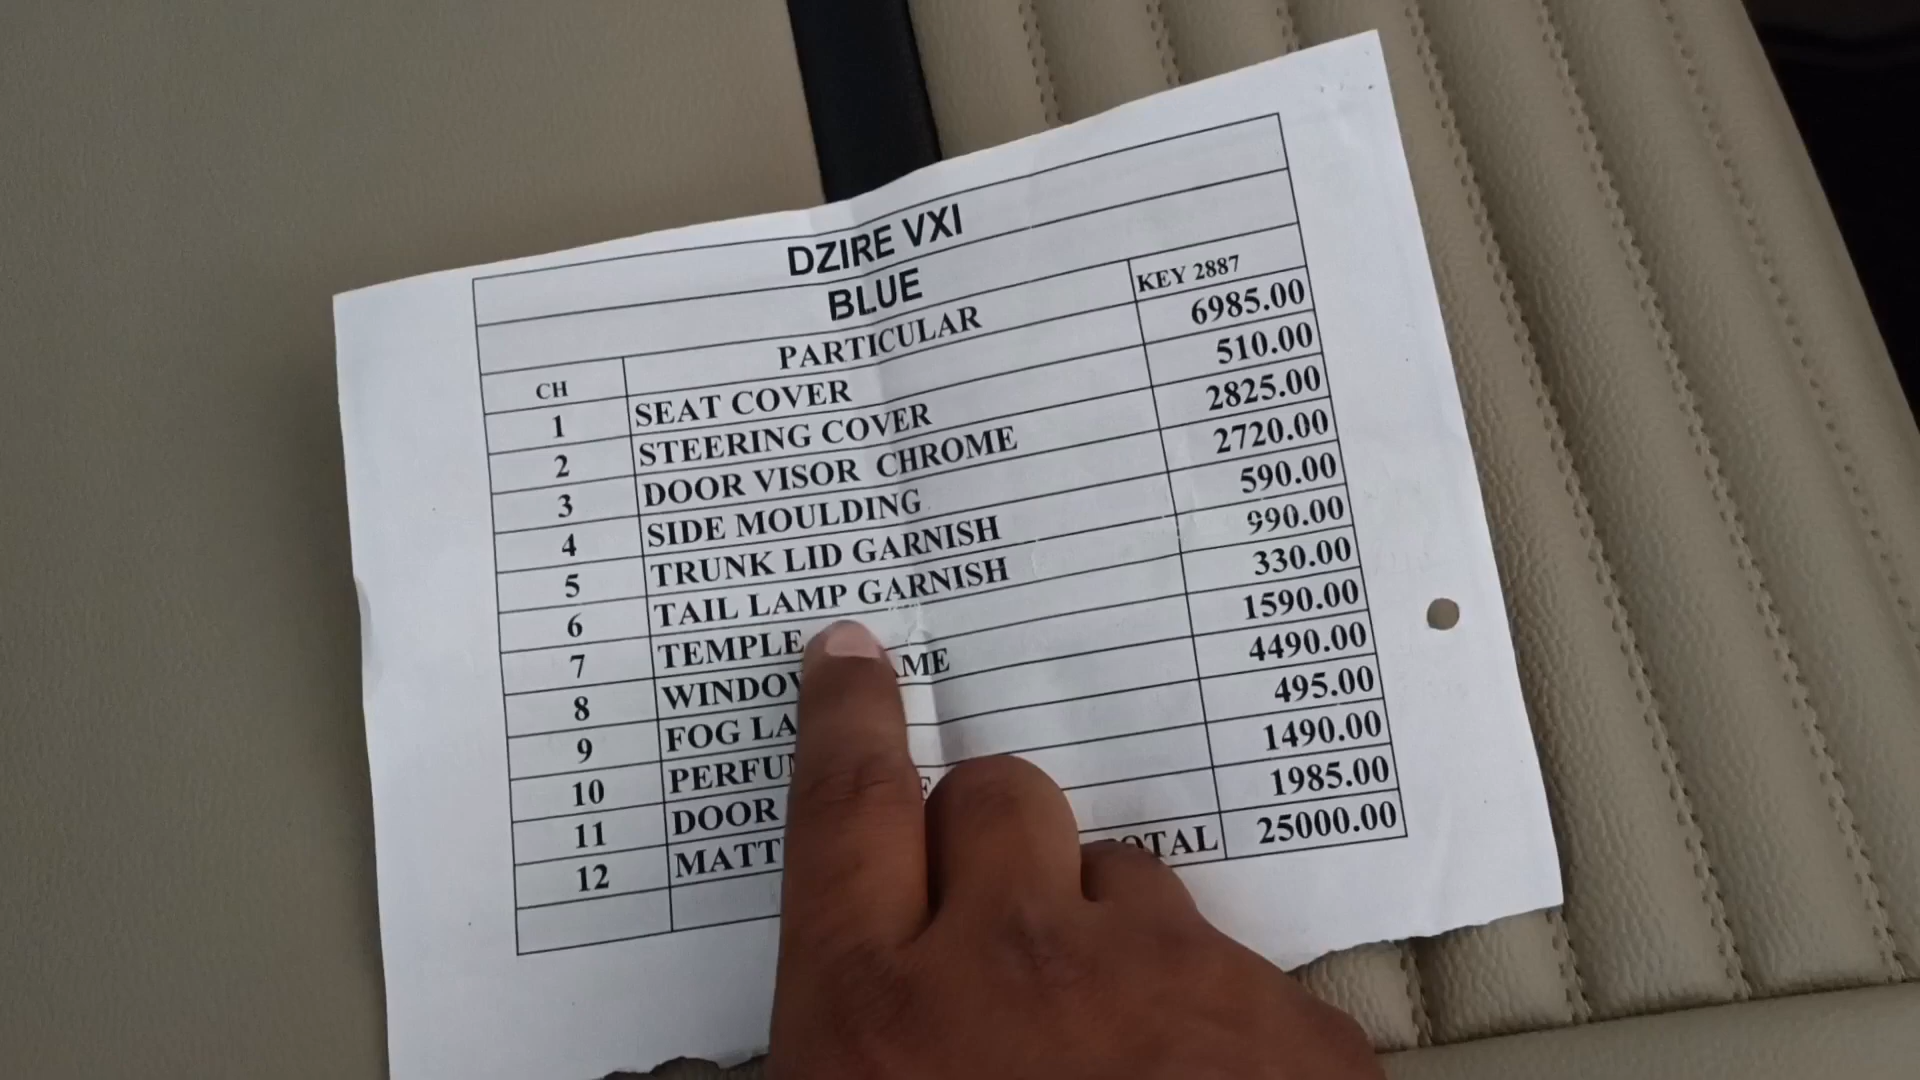 DZIRE VXI
BLUE
CH PARTICULAR KEY 2887
1 SEAT COVER 6985.00
2 STEERING COVER 510.00
3 DOOR VISOR CHROME 2825.00
4 SIDE MOULDING 2720.00
5 TRUNK LID GARNISH 590.00
6 TAIL LAMP GARNISH 990.00
7 TEMPLE 330.00
8 1590.00
9 FOG 4490.00
10 495.00
11 DOOR 1490.00
12 1985.00
TOTAL 25000.00